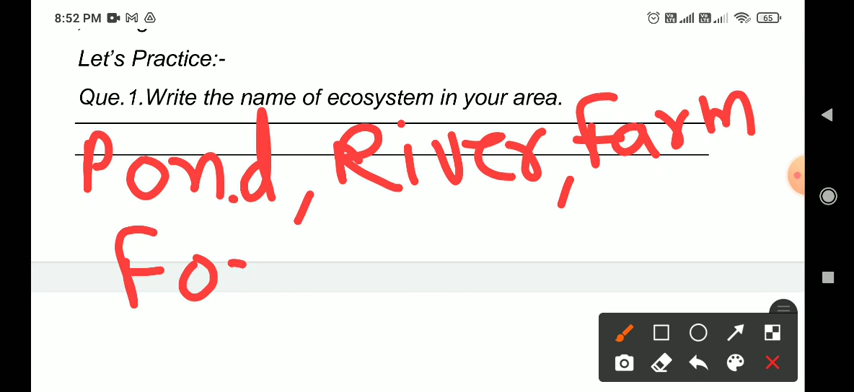 8:52 PM
65
Let's Practice:-
Que.1.Write the name of ecosystem in your area.
Pond, River, Farm
Fo-